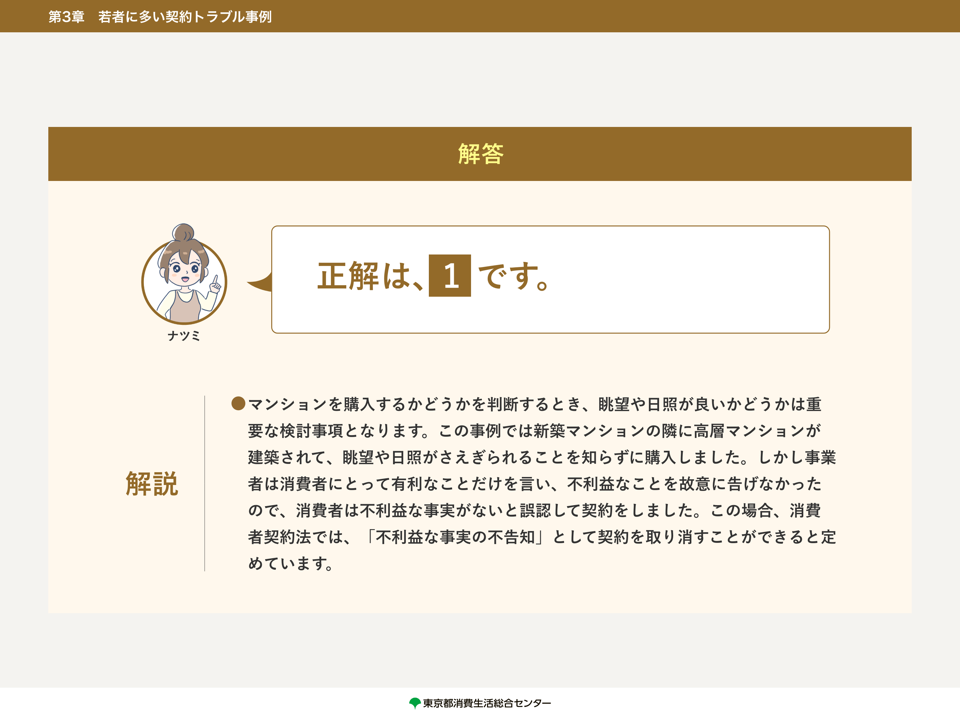 第3章　若者に多い契約トラブル事例
解答
正解は、1です。
ナツミ
解説
●マンションを購入するかどうかを判断するとき、眺望や日照が良いかどうかは重
要な検討事項となります。この事例では新築マンションの隣に高層マンションが
建築されて、眺望や日照がさえぎられることを知らずに購入しました。しかし事業
者は消費者にとって有利なことだけを言い、不利益なことを故意に告げなかった
ので、消費者は不利益な事実がないと誤認して契約をしました。この場合、消費
者契約法では、「不利益な事実の不告知」として契約を取り消すことができると定
めています。
東京都消費生活総合センター